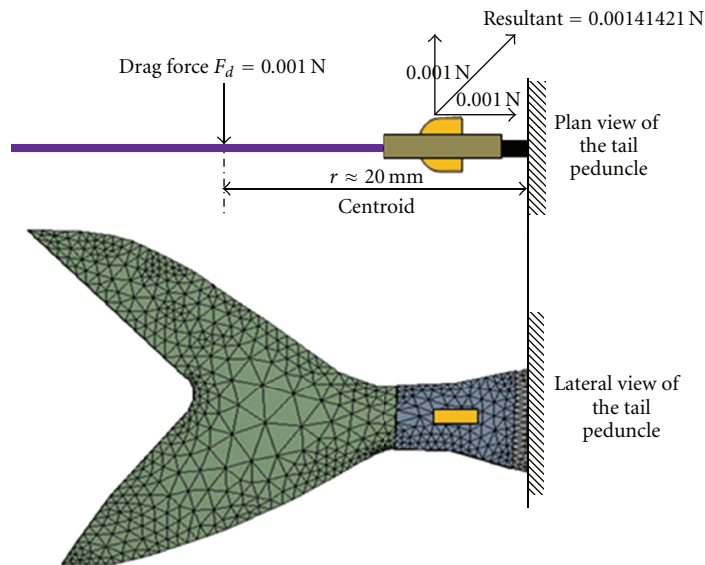 Resultant = 0.00141421 N
Drag force F_d = 0.001 N
0.001 N
0.001 N
Plan view of
the tail
peduncle
r ≈ 20 mm
Centroid
Lateral view of
the tail
peduncle